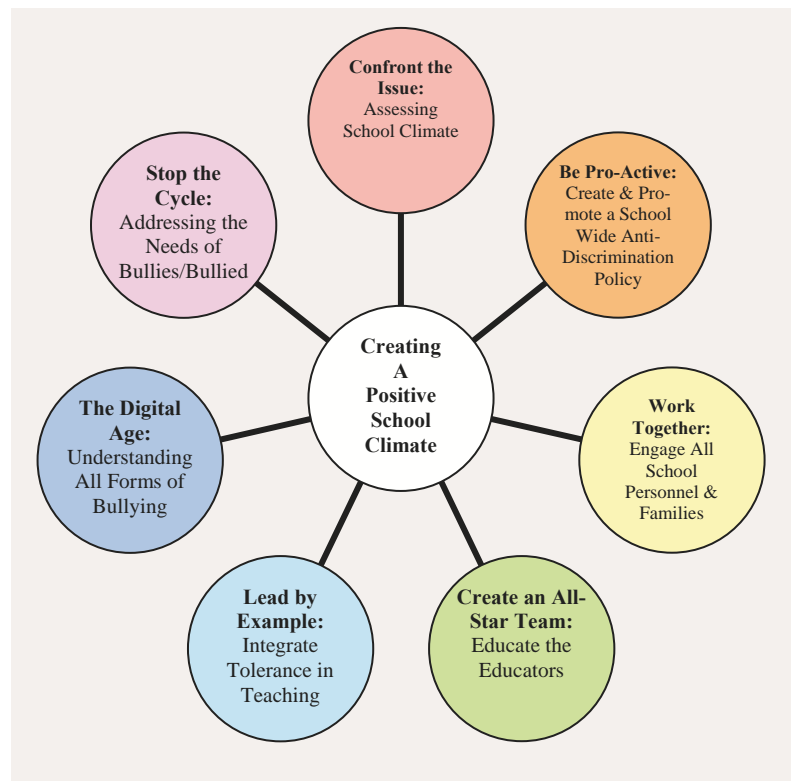 Confront the
Issue:
Assessing
School Climate
Be Pro-Active:
Create & Pro-
mote a School
Wide Anti-
Discrimination
Policy
Work
Together:
Engage All
School
Personnel &
Families
Create an All-
Star Team:
Educate the
Educators
Lead by
Example:
Integrate
Tolerance in
Teaching
The Digital
Age:
Understanding
All Forms of
Bullying
Stop the
Cycle:
Addressing the
Needs of
Bullies/Bullied
Creating
A
Positive
School
Climate